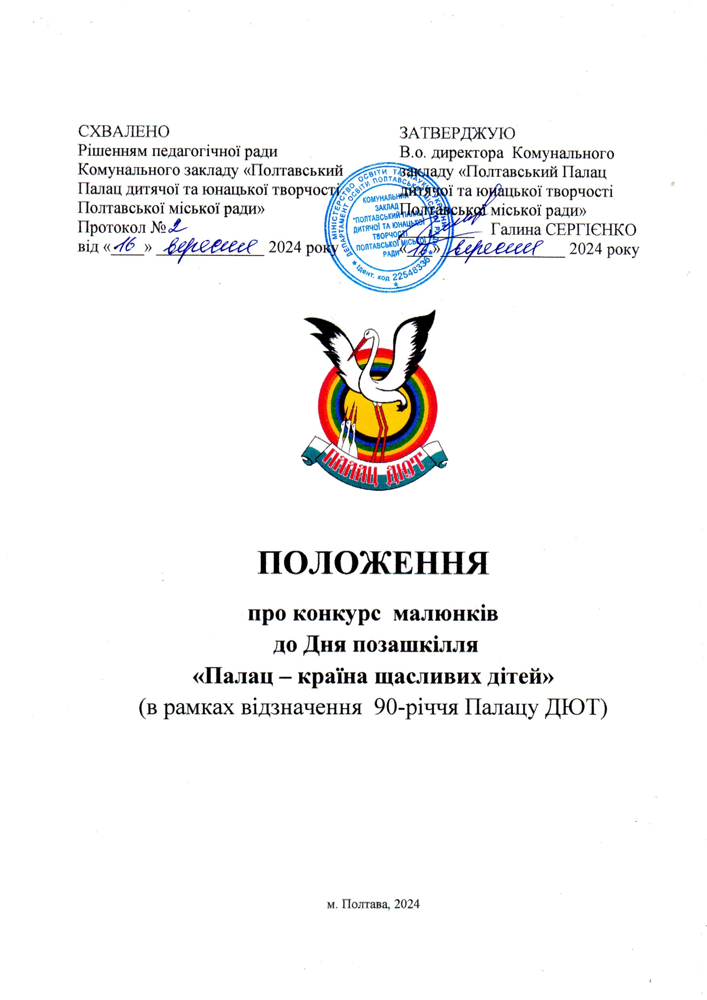 СХВАЛЕНО
Рішенням педагогічної ради
Комунального закладу «Полтавський
Палац дитячої та юнацької творчості
Полтавської міської ради»
Протокол № 2
від «16» вересня 2024 року
ЗАТВЕРДЖУЮ
В.о. директора Комунального
закладу «Полтавський Палац
дитячої та юнацької творчості
Полтавської міської ради»
Галина СЕРГІЄНКО
«16» вересня 2024 року
МІНІСТЕРСТВО ОСВІТИ ТА НАУКИ УКРАЇНИ
ДЕПАРТАМЕНТ ОСВІТИ ПОЛТАВСЬКОЇ МІСЬКОЇ РАДИ
КОМУНАЛЬНИЙ
ЗАКЛАД
"ПОЛТАВСЬКИЙ ПАЛАЦ
ДИТЯЧОЇ ТА ЮНАЦЬКОЇ
ТВОРЧОСТІ
ПОЛТАВСЬКОЇ МІСЬКОЇ
РАДИ"
* Ідент. код 22548336 *
ПАЛАЦ ДЮТ
ПОЛОЖЕННЯ
про конкурс малюнків
до Дня позашкілля
«Палац – країна щасливих дітей»
(в рамках відзначення 90-річчя Палацу ДЮТ)
м. Полтава, 2024